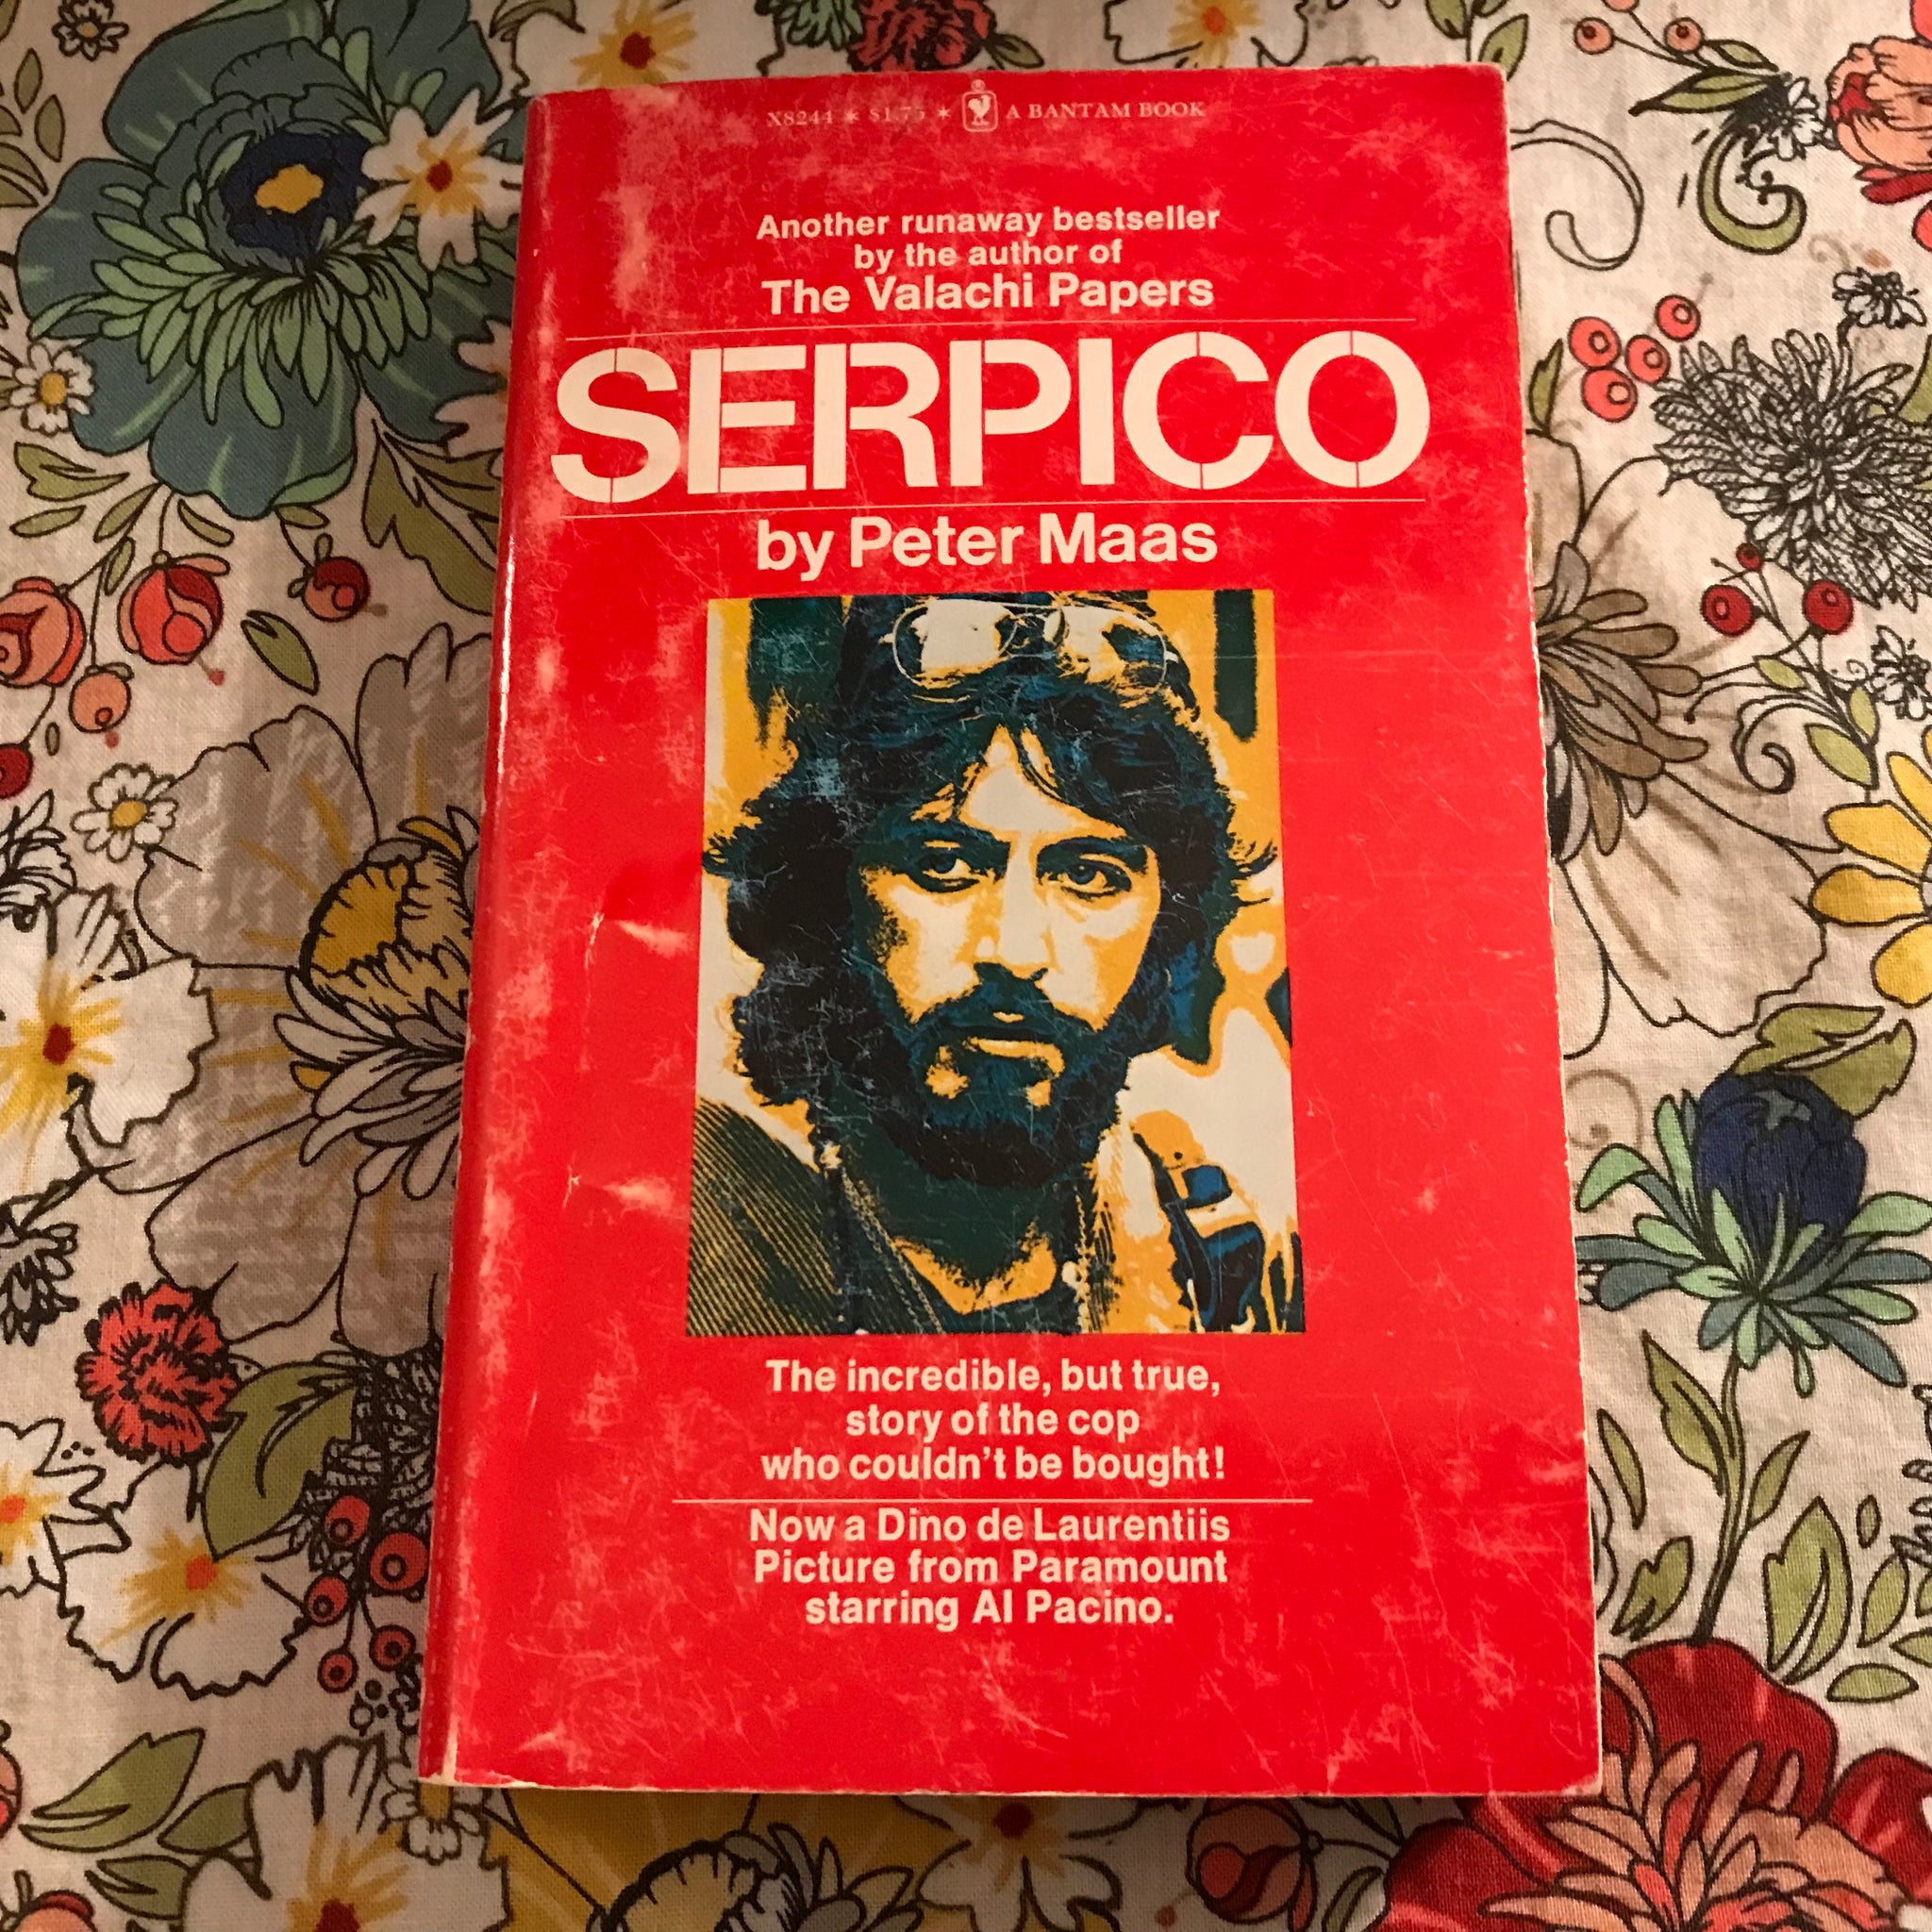 X8244 * $1.75 * A BANTAM BOOK
Another runaway bestseller
by the author of
The Valachi Papers
SERPICO
by Peter Maas
The incredible, but true,
story of the cop
who couldn't be bought!
Now a Dino de Laurentiis
Picture from Paramount
starring Al Pacino.